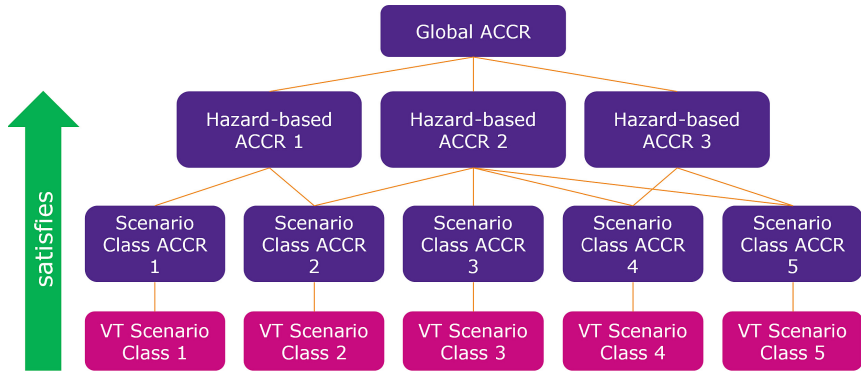 Global ACCR
Hazard-based
ACCR 1
Hazard-based
ACCR 2
Hazard-based
ACCR 3
satisfies
Scenario
Class ACCR
1
Scenario
Class ACCR
2
Scenario
Class ACCR
3
Scenario
Class ACCR
4
Scenario
Class ACCR
5
VT Scenario
Class 1
VT Scenario
Class 2
VT Scenario
Class 3
VT Scenario
Class 4
VT Scenario
Class 5